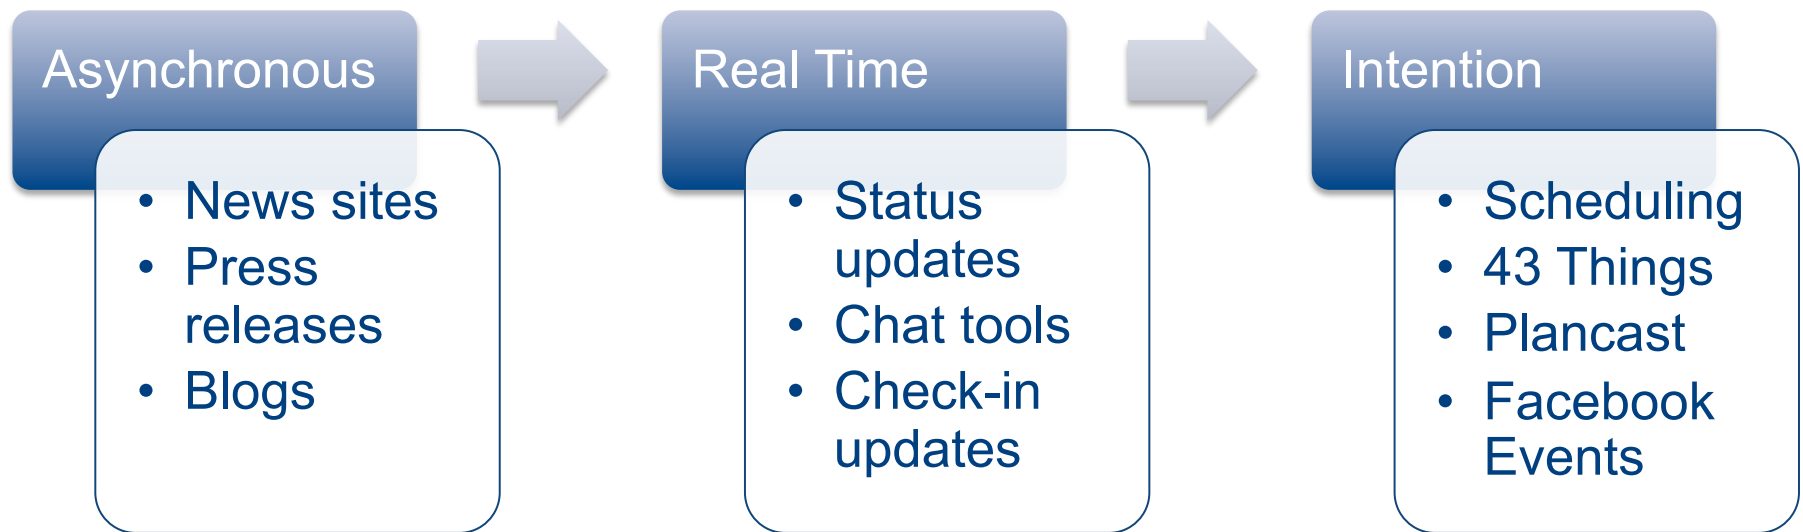 Asynchronous
• News sites
• Press
releases
• Blogs
Real Time
• Status
updates
• Chat tools
• Check-in
updates
Intention
• Scheduling
• 43 Things
• Plancast
• Facebook
Events